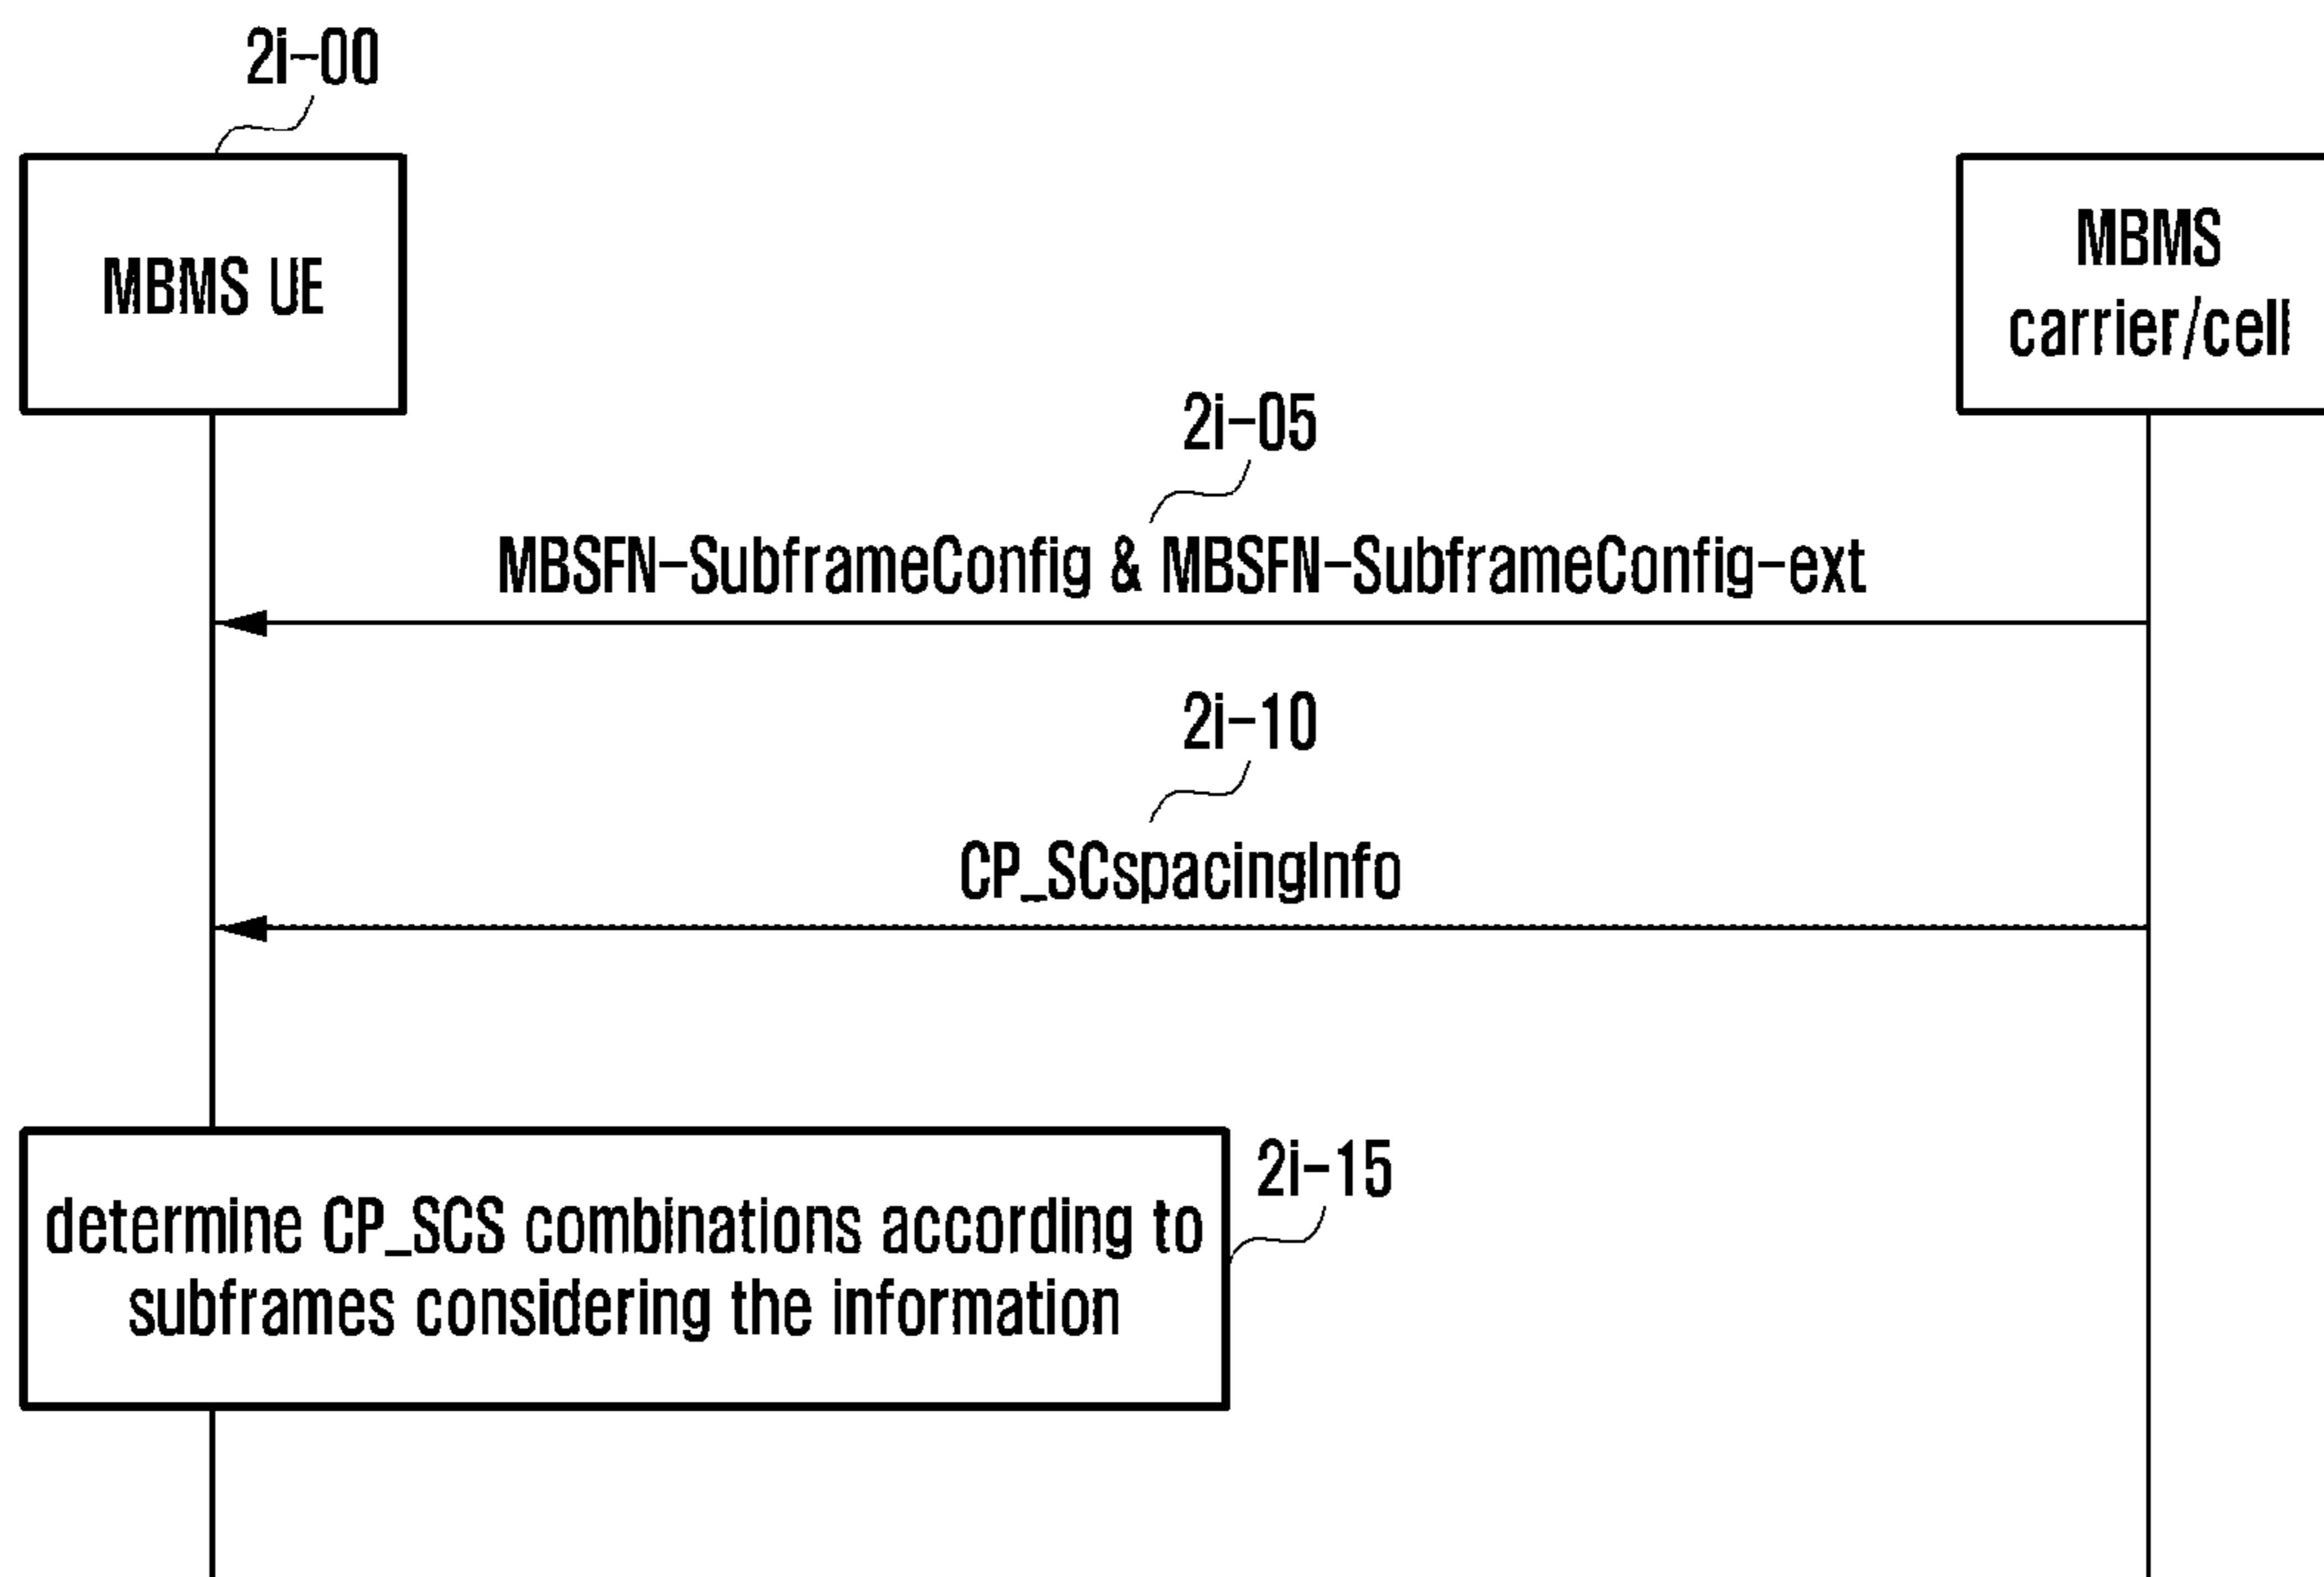 2i-00
MBMS UE
MBMS
carrier/cell
2i-05
MBSFN-SubframeConfig & MBSFN-SubframeConfig-ext
2i-10
CP_SCspacingInfo
2i-15
determine CP_SCS combinations according to
subframes considering the information